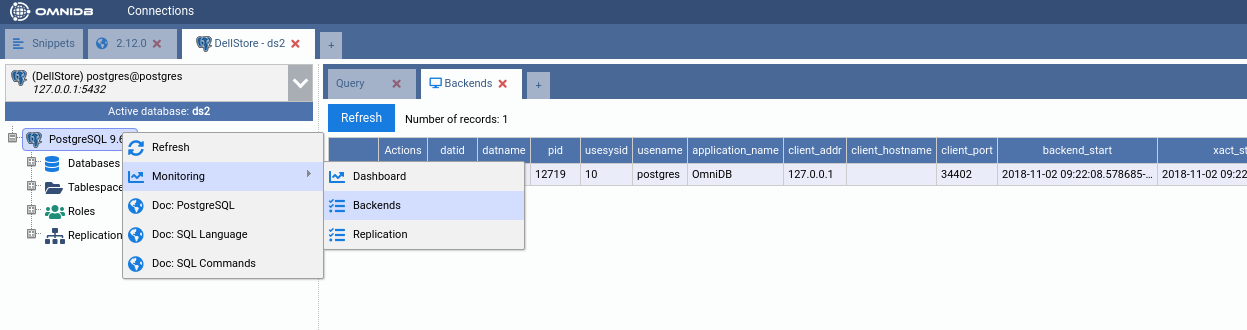 OMNIDB Connections
Snippets 2.12.0 DellStore - ds2 +
(DellStore) postgres@postgres
127.0.0.1:5432
Active database: ds2
PostgreSQL 9.6
Databases
Tablespace
Roles
Replication
Refresh
Monitoring
Doc: PostgreSQL
Doc: SQL Language
Doc: SQL Commands
Dashboard
Backends
Replication
Query Backends +
Refresh Number of records: 1
Actions datid datname pid usesysid usename application_name client_addr client_hostname client_port backend_start xact_st
12719 10 postgres OmniDB 127.0.0.1 34402 2018-11-02 09:22:08.578685-... 2018-11-02 09:22